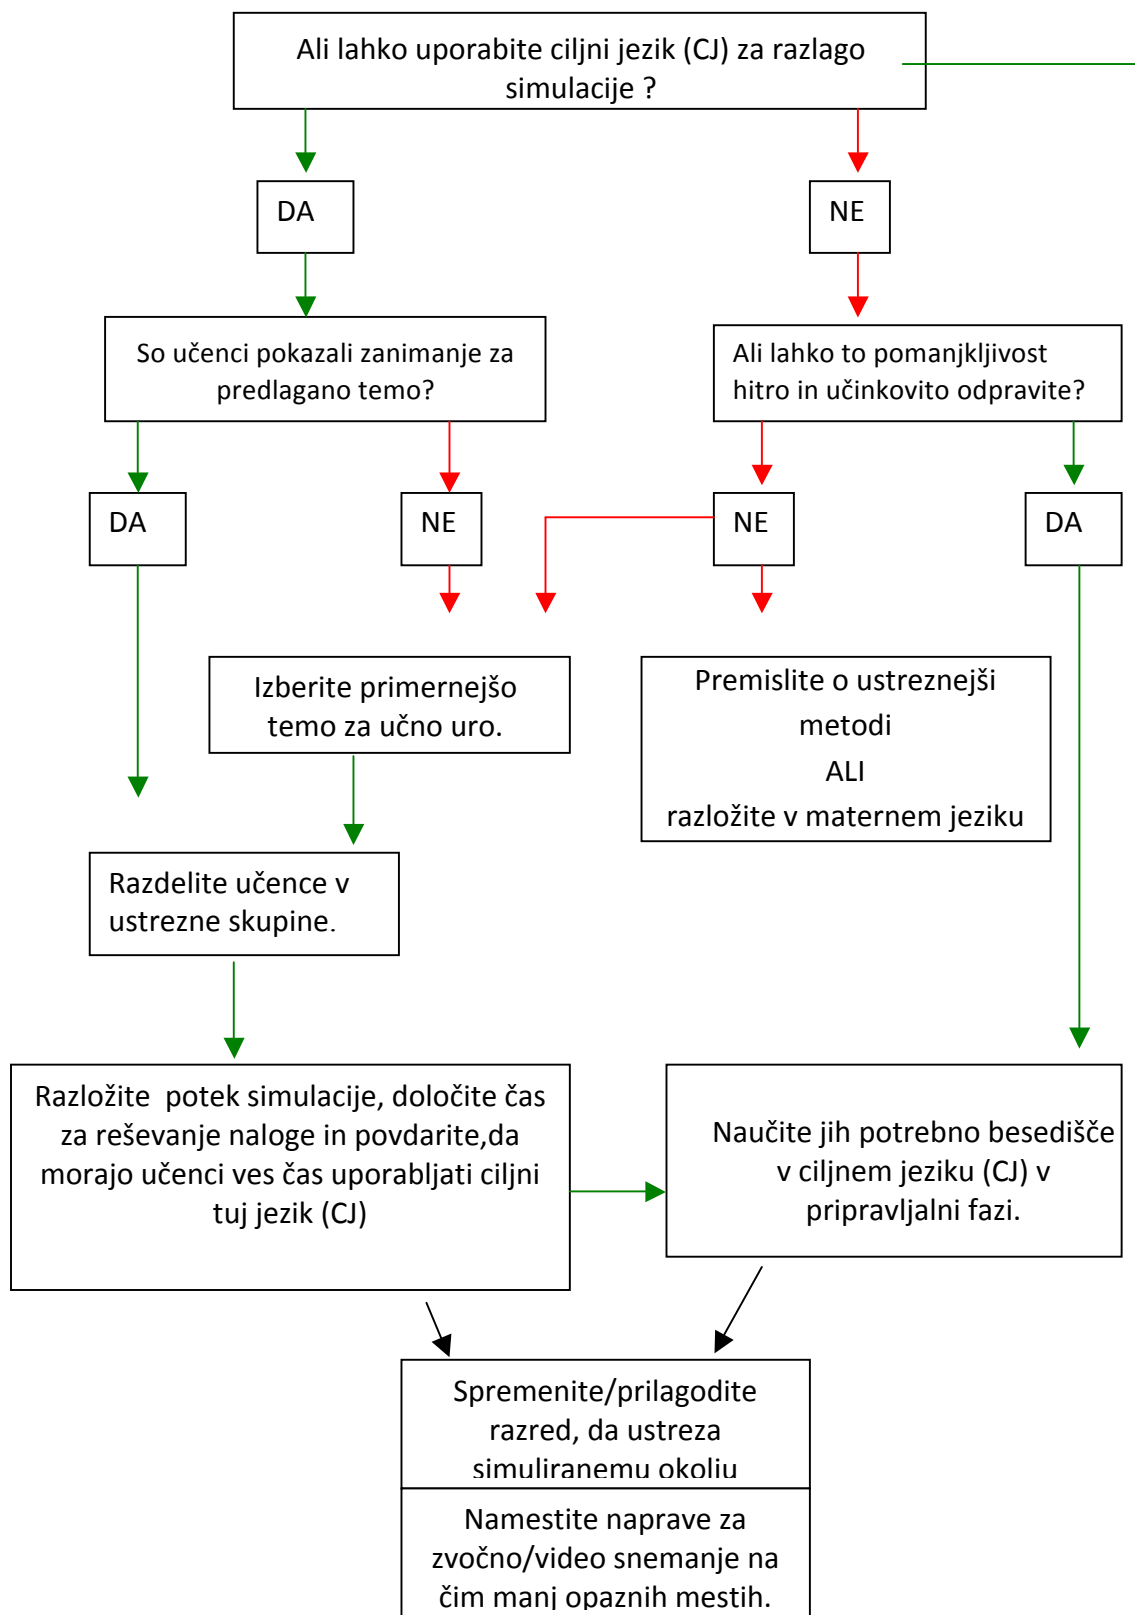 Ali lahko uporabite ciljni jezik (CJ) za razlago
simulacije ?
DA
NE
So učenci pokazali zanimanje za
predlagano temo?
Ali lahko to pomanjkljivost
hitro in učinkovito odpravite?
DA
NE
NE
DA
Izberite primernejšo
temo za učno uro.
Premislite o ustreznejši
metodi
ALI
razložite v maternem jeziku
Razdelite učence v
ustrezne skupine.
Razložite  potek simulacije, določite čas
za reševanje naloge in povdarite,da
morajo učenci ves čas uporabljati ciljni
tuj jezik (CJ)
Naučite jih potrebno besedišče
v ciljnem jeziku (CJ) v
pripravljalni fazi.
Spremenite/prilagodite
razred, da ustreza
simuliranemu okolju
Namestite naprave za
zvočno/video snemanje na
čim manj opaznih mestih.